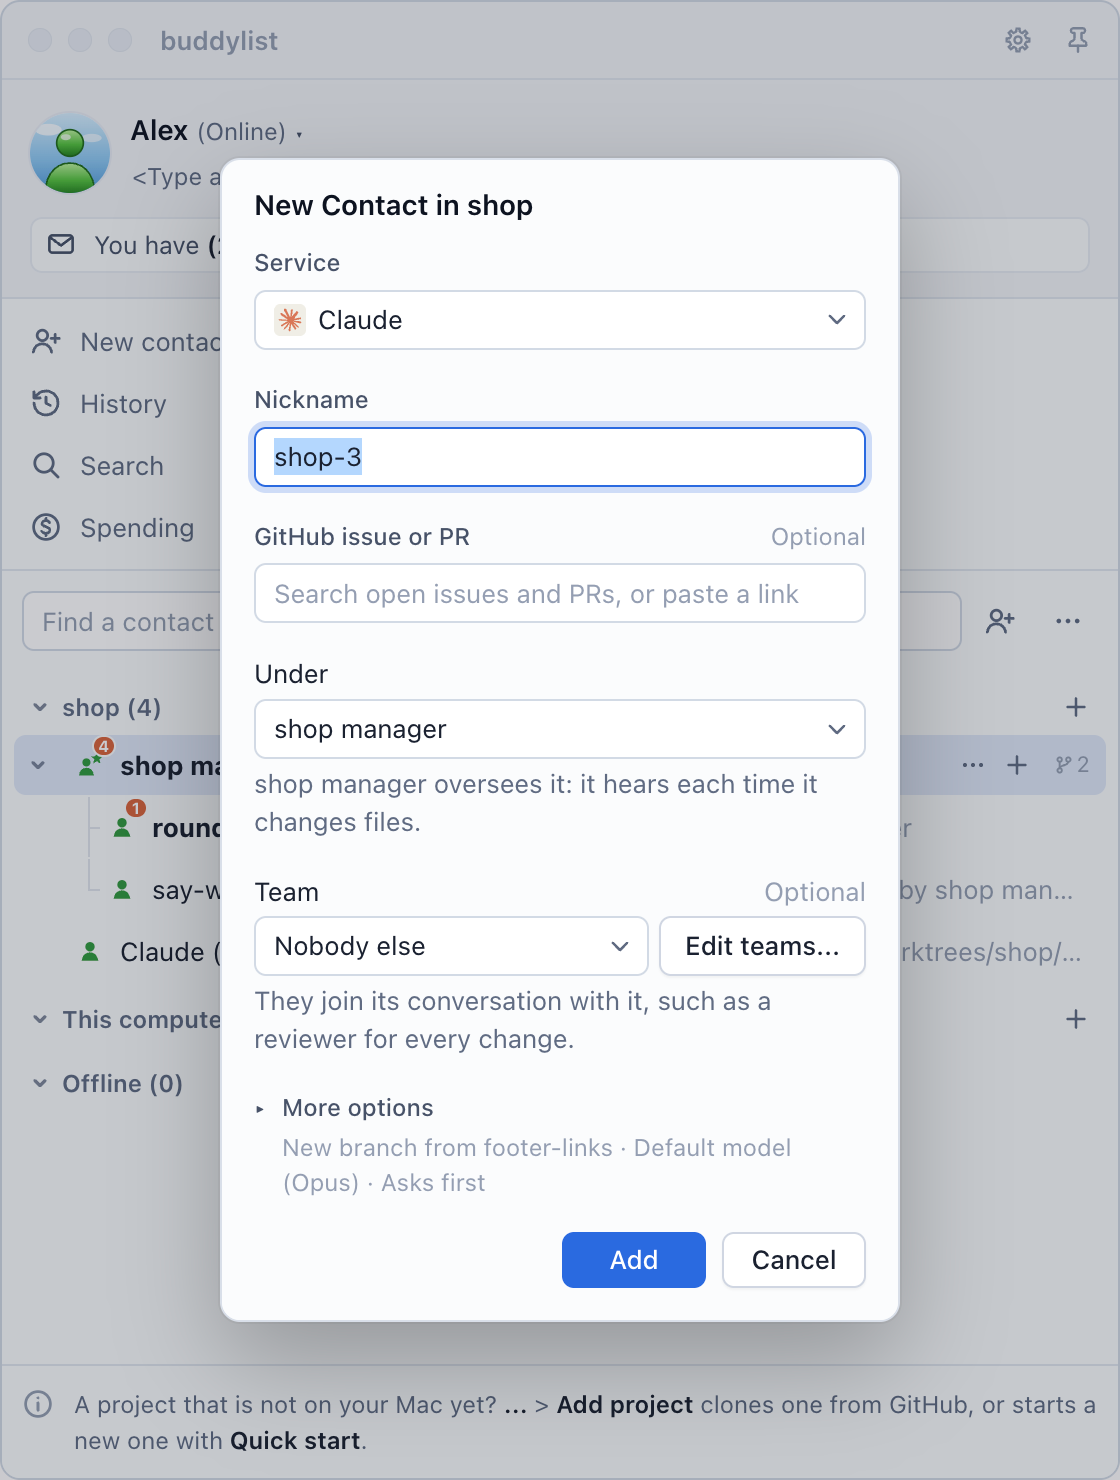 buddylist
Alex (Online)
<Type a
You have (
New contac
History
Search
Spending
Find a contact
shop (4)
4
shop ma
2
1
round
er
say-w
by shop man...
Claude (
rktrees/shop/...
This compute
Offline (0)
New Contact in shop
Service
Claude
Nickname
shop-3
GitHub issue or PR Optional
Search open issues and PRs, or paste a link
Under
shop manager
shop manager oversees it: it hears each time it
changes files.
Team Optional
Nobody else
Edit teams...
They join its conversation with it, such as a
reviewer for every change.
More options
New branch from footer-links · Default model
(Opus) · Asks first
Add
Cancel
A project that is not on your Mac yet? ... > Add project clones one from GitHub, or starts a
new one with Quick start.